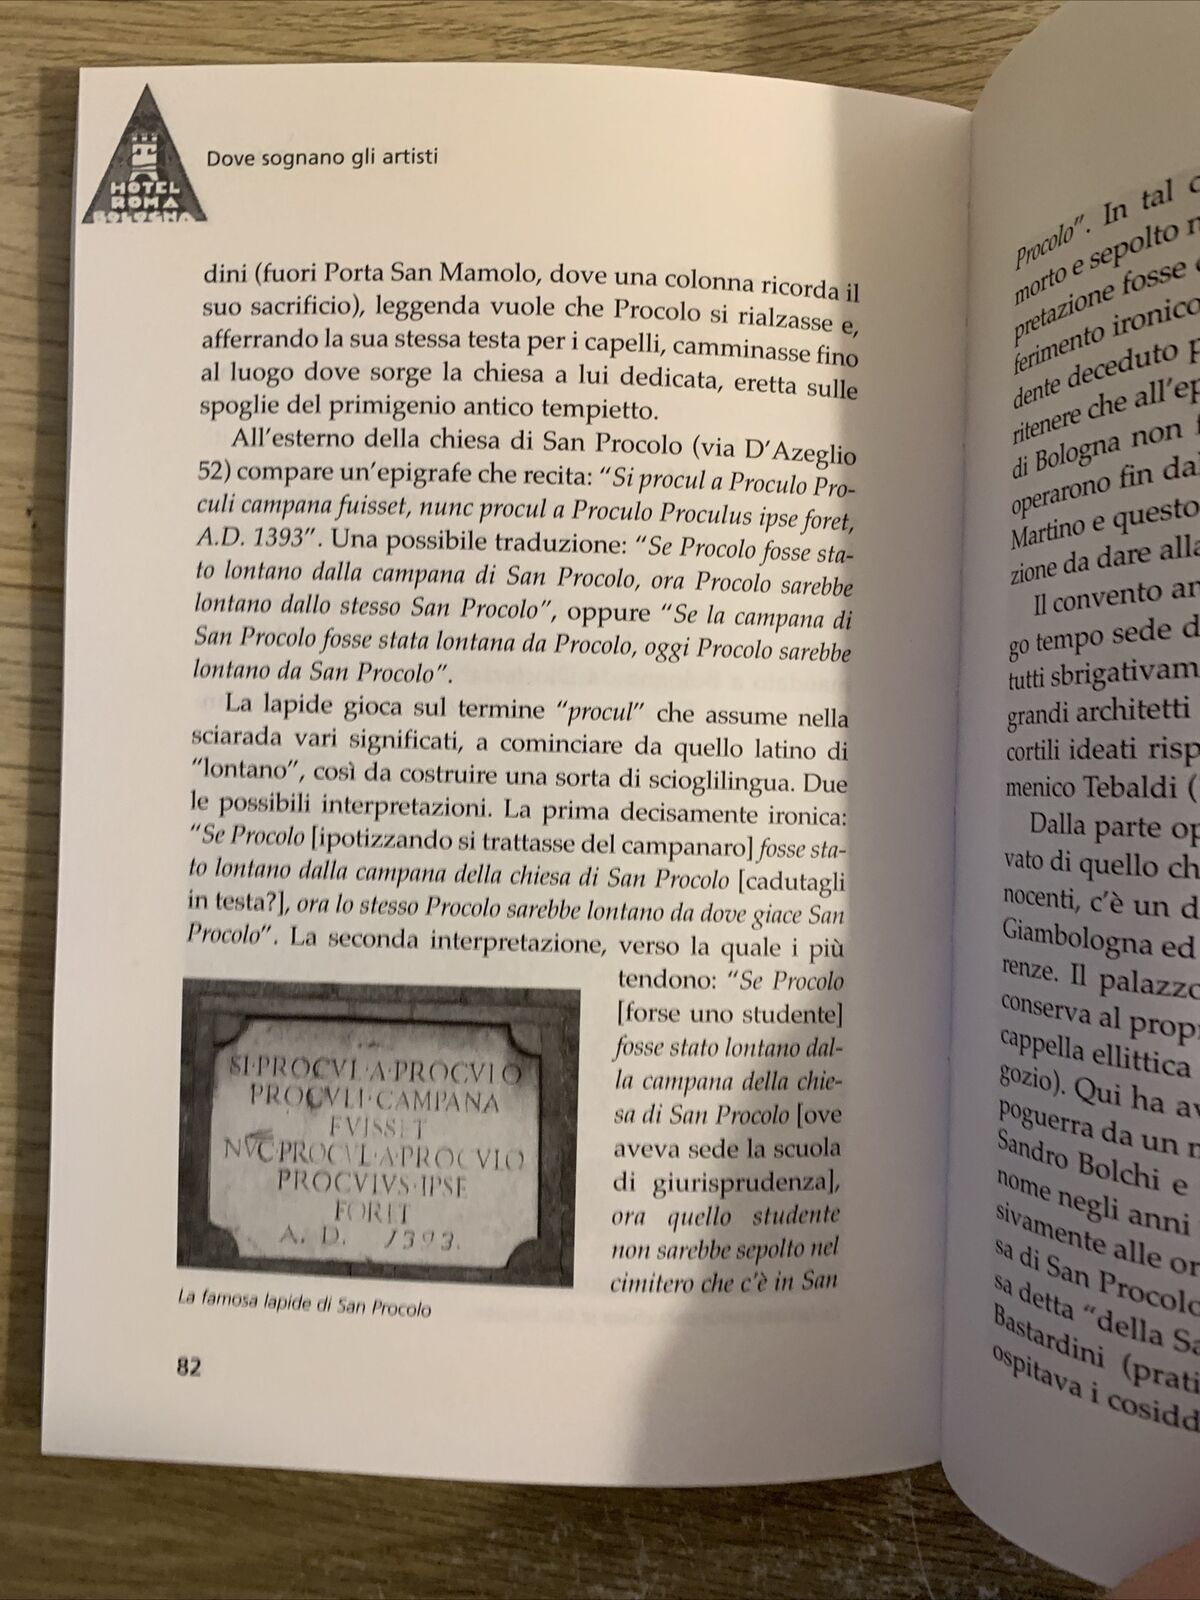 HOTEL
ROMA
BOLOGNA
Dove sognano gli artisti
dini (fuori Porta San Mamolo, dove una colonna ricorda il
suo sacrificio), leggenda vuole che Procolo si rialzasse e,
afferrando la sua stessa testa per i capelli, camminasse fino
al luogo dove sorge la chiesa a lui dedicata, eretta sulle
spoglie del primigenio antico tempietto.
All'esterno della chiesa di San Procolo (via D'Azeglio
52) compare un'epigrafe che recita: "Si procul a Proculo Pro-
culi campana fuisset, nunc procul a Proculo Proculus ipse foret,
A.D. 1393". Una possibile traduzione: "Se Procolo fosse sta-
to lontano dalla campana di San Procolo, ora Procolo sarebbe
lontano dallo stesso San Procolo", oppure "Se la campana di
San Procolo fosse stata lontana da Procolo, oggi Procolo sarebbe
lontano da San Procolo".
La lapide gioca sul termine "procul" che assume nella
sciarada vari significati, a cominciare da quello latino di
"lontano", così da costruire una sorta di scioglilingua. Due
le possibili interpretazioni. La prima decisamente ironica:
"Se Procolo [ipotizzando si trattasse del campanaro] fosse sta-
to lontano dalla campana della chiesa di San Procolo [cadutagli
in testa?], ora lo stesso Procolo sarebbe lontano da dove giace San
Procolo". La seconda interpretazione, verso la quale i più
tendono: "Se Procolo
[forse uno studente]
fosse stato lontano dal-
la campana della chie-
sa di San Procolo [ove
aveva sede la scuola
di giurisprudenza],
ora quello studente
non sarebbe sepolto nel
cimitero che c'è in San
SI·PROCVL·A·PROCVLO
PROCVLI·CAMPANA
FVISSET
NVC·PROCVL·A·PROCVLO
PROCVLVS·IPSE
FORET
A. D. 1393.
La famosa lapide di San Procolo
82
Procolo". In tal
morto e sepolto
pretazione fosse
ferimento ironico
dente deceduto
ritenere che all'ep
di Bologna non
operarono fin dal
Martino e questo
zione da dare alla
Il convento an
go tempo sede d
tutti sbrigativam
grandi architetti
cortili ideati risp
menico Tebaldi (
Dalla parte op
vato di quello ch
nocenti, c'è un d
Giambologna ed
renze. Il palazzo
conserva al propr
cappella ellittica
gozio). Qui ha av
poguerra da un
Sandro Bolchi e
nome negli anni
sivamente alle or
sa di San Procolo
sa detta "della Sa
Bastardini (prati
ospitava i cosidd